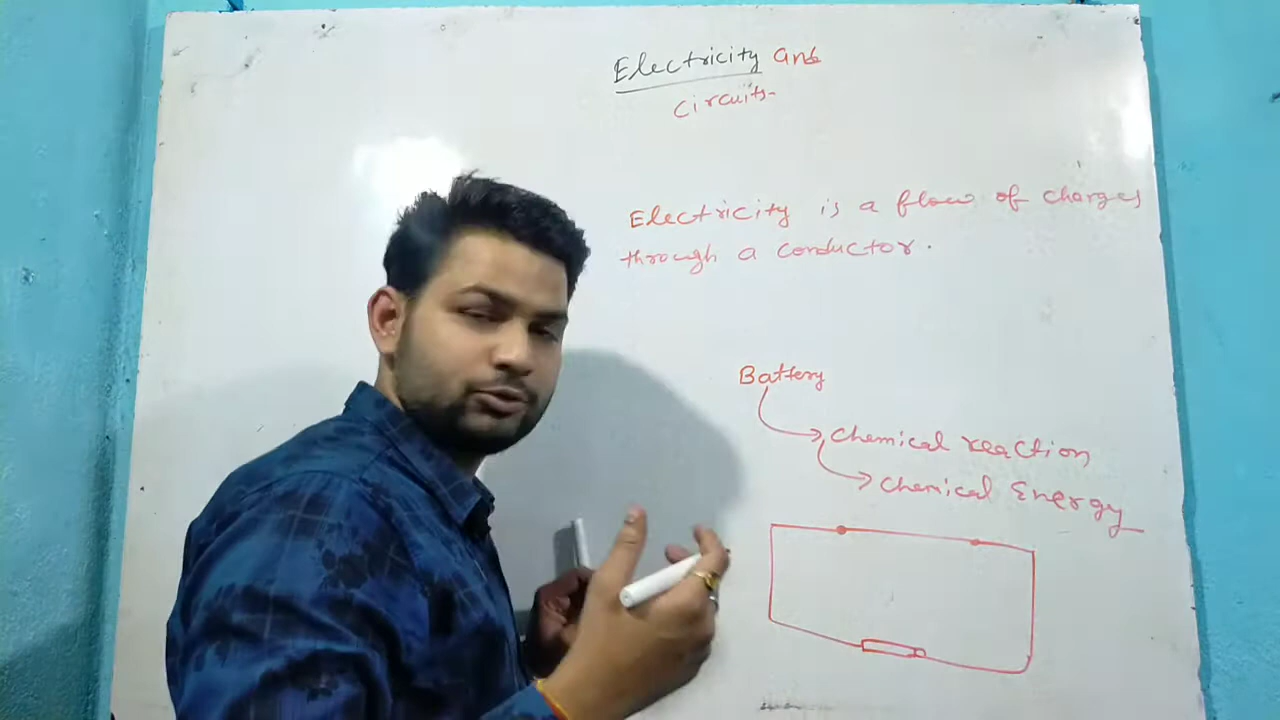 Electricity and
Circuits-
Electricity is a flow of charges
through a conductor.
Battery
chemical reaction
chemical Energy